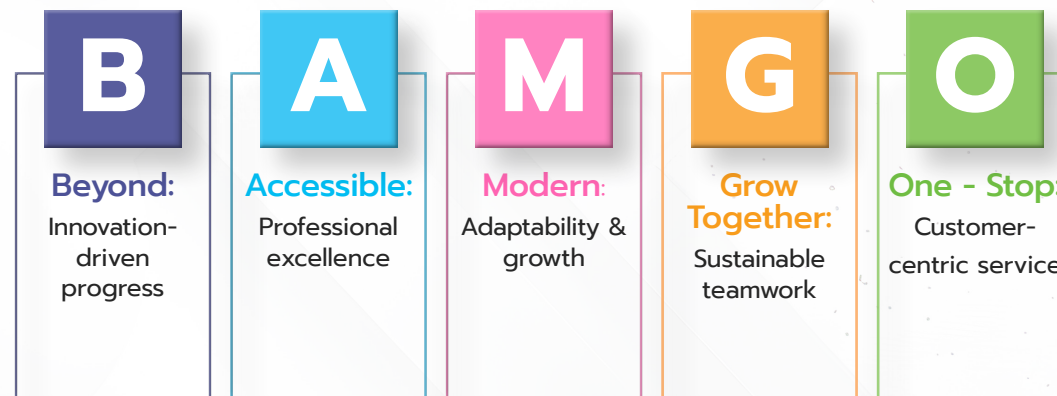 B
Beyond:
Innovation-
driven
progress
A
Accessible:
Professional
excellence
M
Modern:
Adaptability &
growth
G
Grow
Together:
Sustainable
teamwork
O
One - Stop:
Customer-
centric service